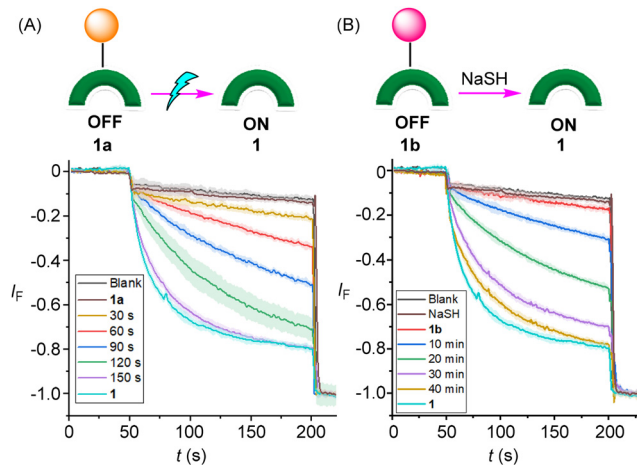 (A)
OFF
1a
ON
1
0
-0.2
-0.4
-0.6
-0.8
-1.0
I_F
Blank
1a
30 s
60 s
90 s
120 s
150 s
1
0 50 100 150 200
t (s)
(B)
NaSH
OFF
1b
ON
1
0
-0.2
-0.4
-0.6
-0.8
-1.0
I_F
Blank
NaSH
1b
10 min
20 min
30 min
40 min
1
0 50 100 150 200
t (s)